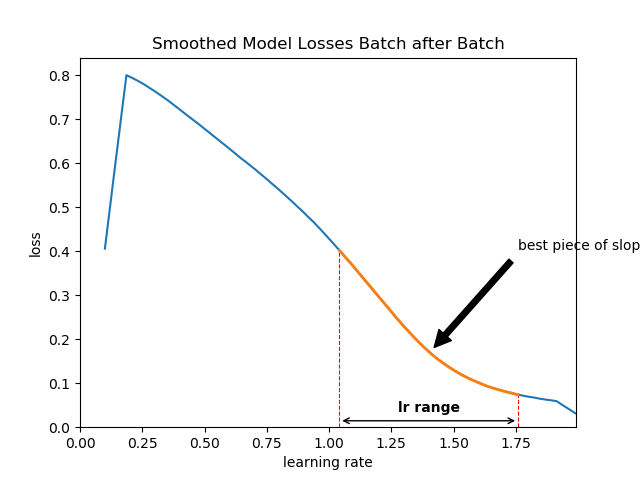 Smoothed Model Losses Batch after Batch
0.8
0.7
0.6
0.5
0.4
0.3
0.2
0.1
0.0
loss
best piece of slop
lr range
0.00 0.25 0.50 0.75 1.00 1.25 1.50 1.75
learning rate